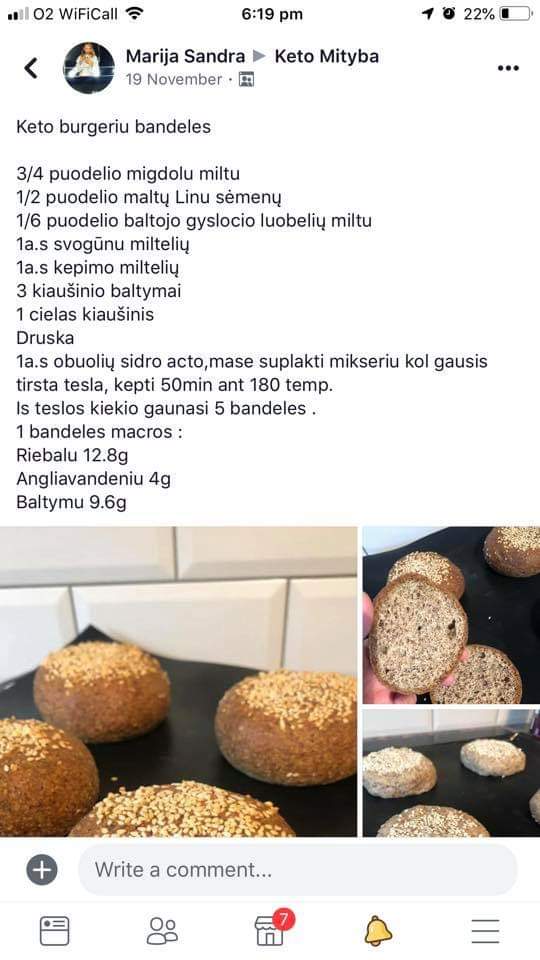 O2 WiFiCall
6:19 pm
22%
Marija Sandra ▶ Keto Mityba
19 November ·
Keto burgeriu bandeles
3/4 puodelio migdolu miltu
1/2 puodelio maltų Linu sėmenų
1/6 puodelio baltojo gyslocio luobelių miltu
1a.s svogūnu miltelių
1a.s kepimo miltelių
3 kiaušinio baltymai
1 cielas kiaušinis
Druska
1a.s obuolių sidro acto,mase suplakti mikseriu kol gausis
tirsta tesla, kepti 50min ant 180 temp.
Is teslos kiekio gaunasi 5 bandeles .
1 bandeles macros :
Riebalu 12.8g
Angliavandeniu 4g
Baltymu 9.6g
Write a comment...
7